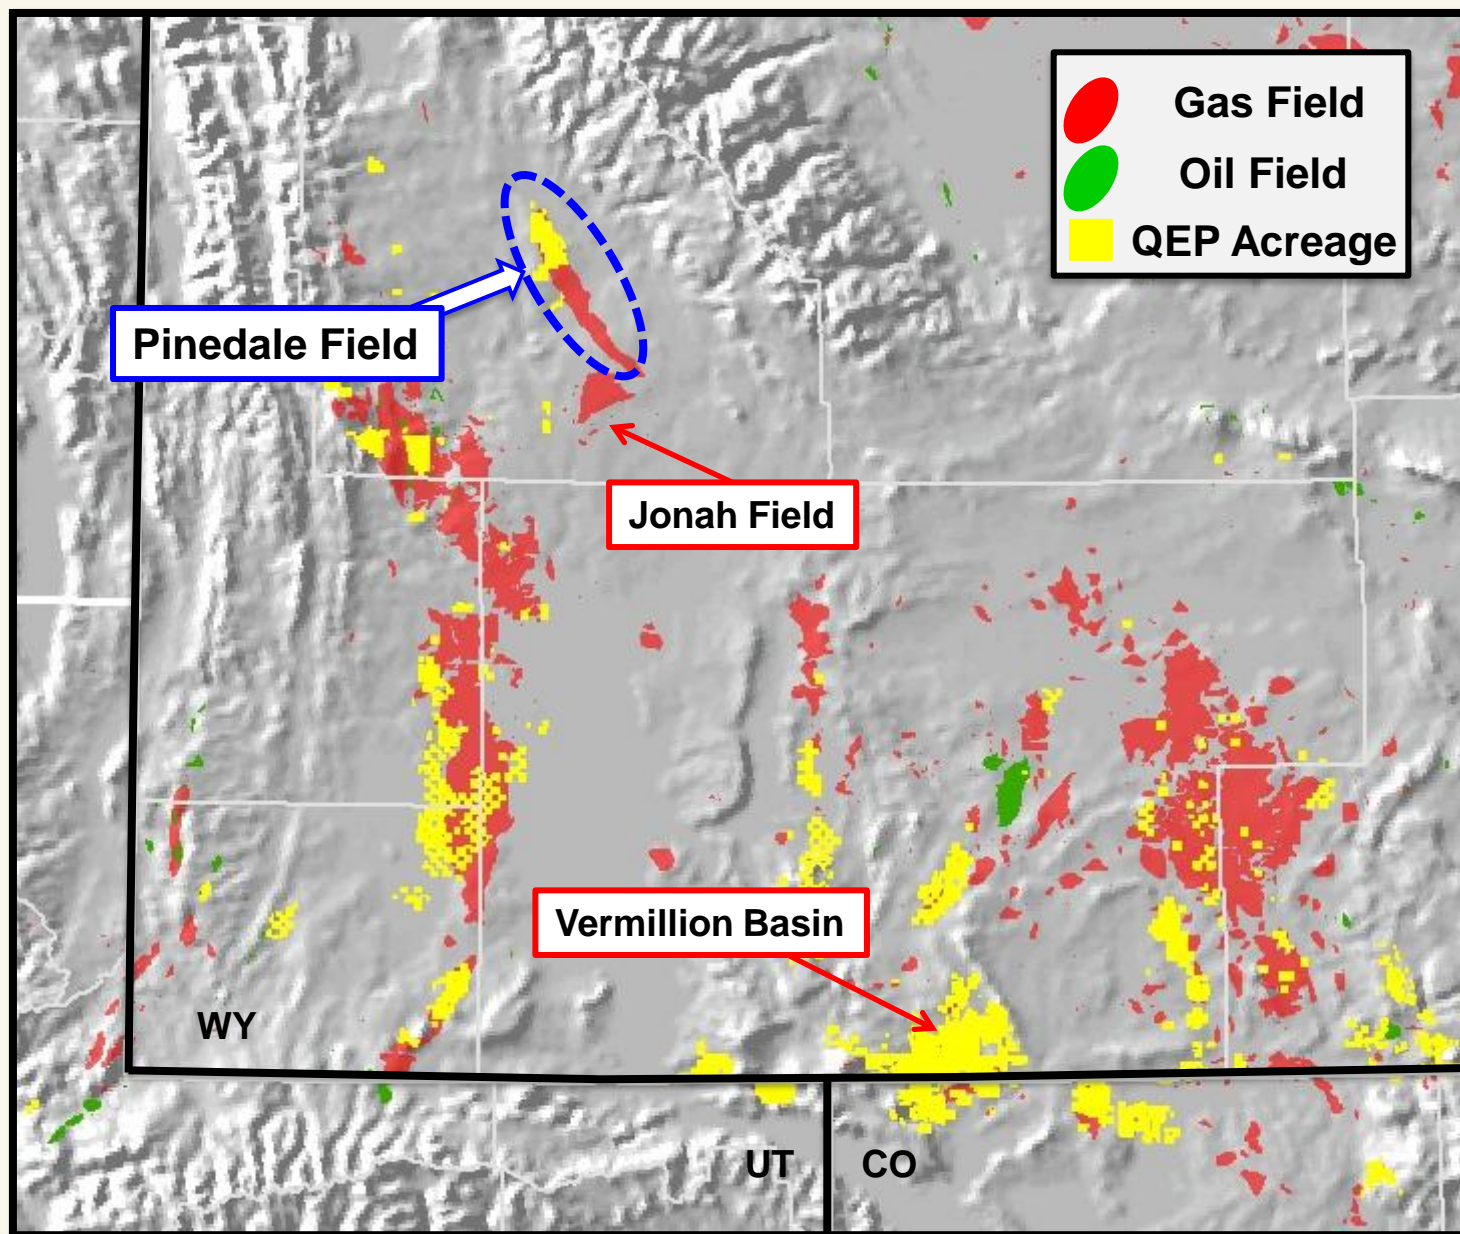 Gas Field
Oil Field
QEP Acreage
Pinedale Field
Jonah Field
Vermillion Basin
WY
UT
CO